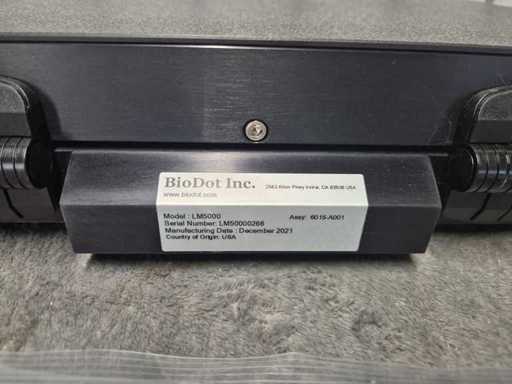 BioDot Inc.
2852 Alton Pkwy Irvine, CA 92606 USA
www.biodot.com
Model : LM5000
Assy: 6015-A001
Serial Number: LM50000266
Manufacturing Date : December 2021
Country of Origin: USA